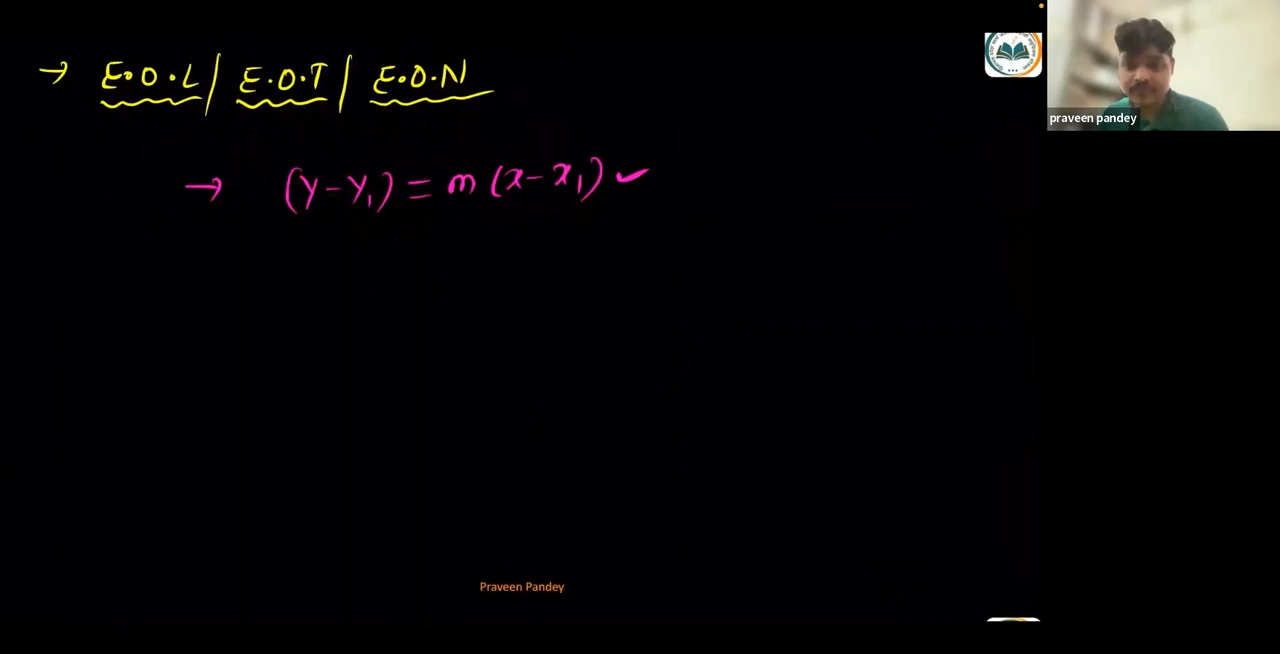 → E.O.L / E.O.T / E.O.N
→ (y-y₁) = m (x-x₁) ✓
praveen pandey
Praveen Pandey